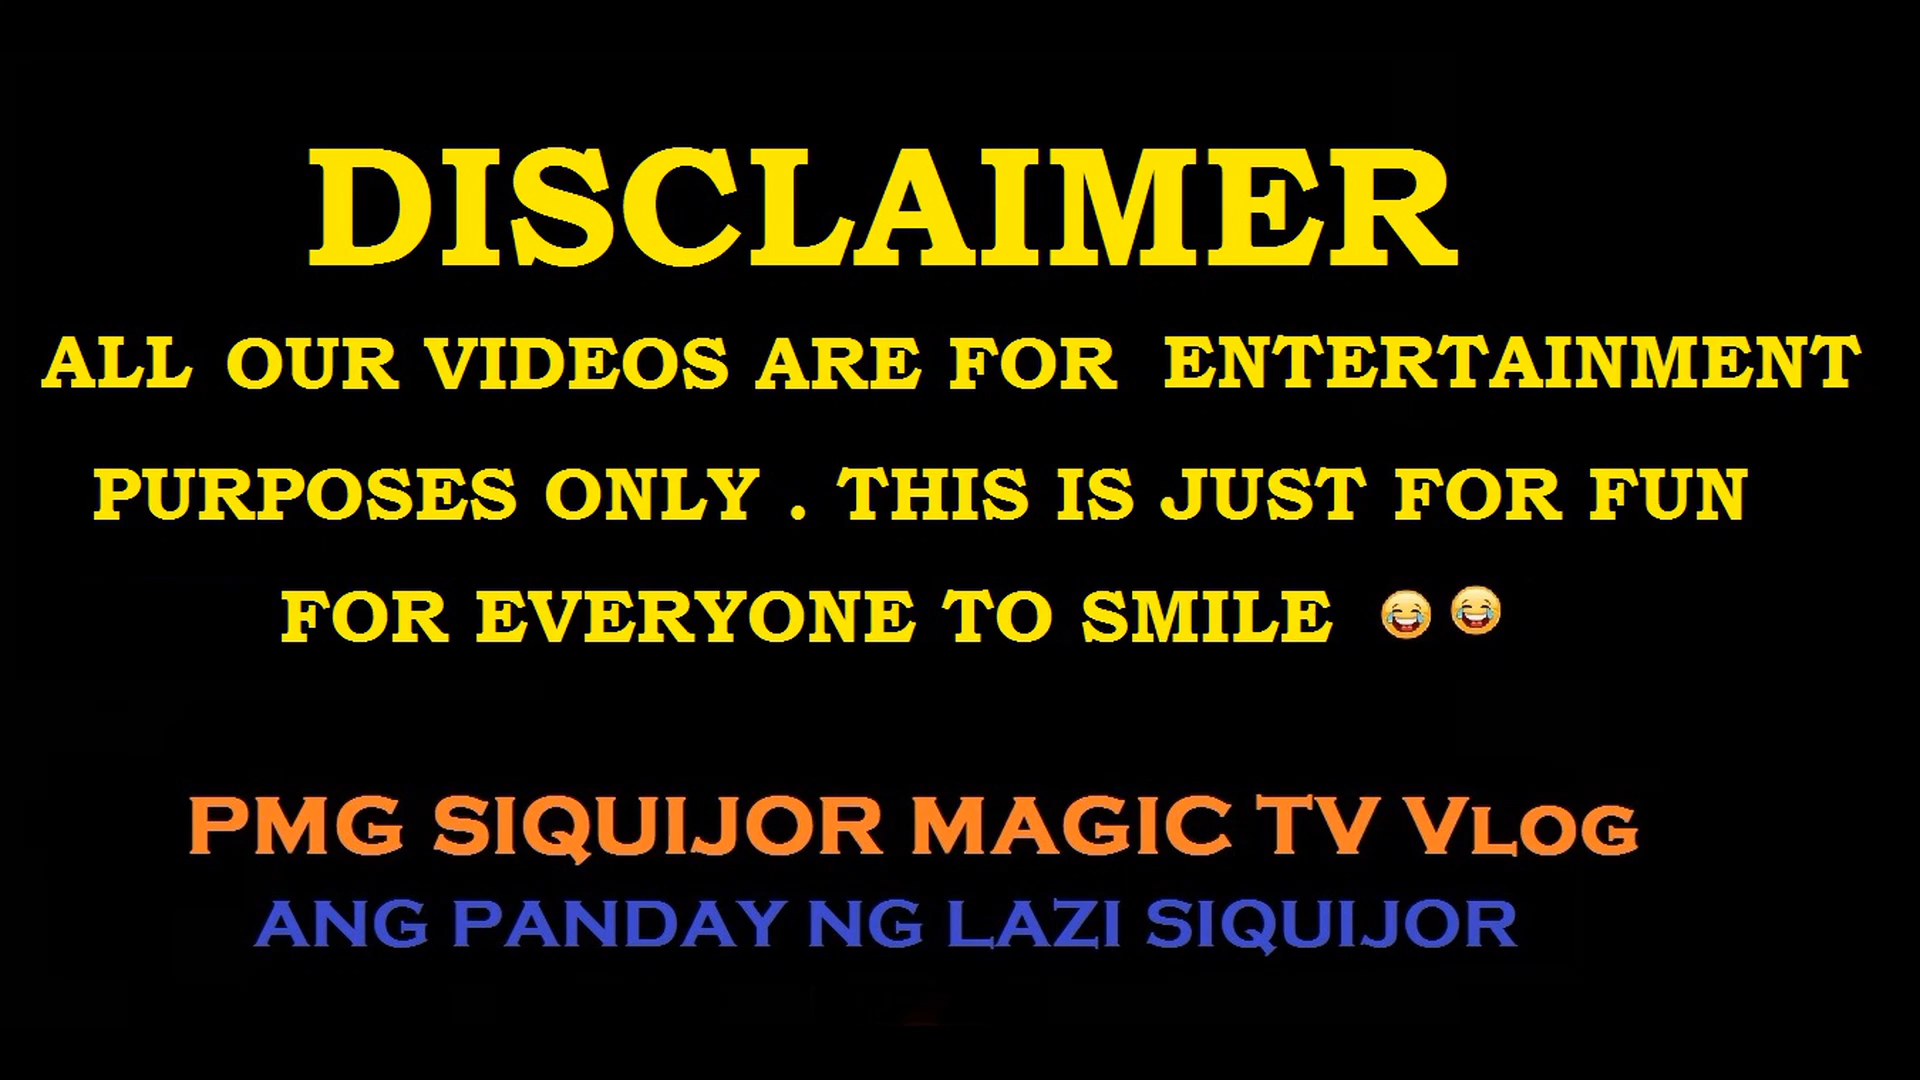 DISCLAIMER
ALL OUR VIDEOS ARE FOR ENTERTAINMENT
PURPOSES ONLY . THIS IS JUST FOR FUN
FOR EVERYONE TO SMILE 😂 😂
PMG SIQUIJOR MAGIC TV VLOG
ANG PANDAY NG LAZI SIQUIJOR